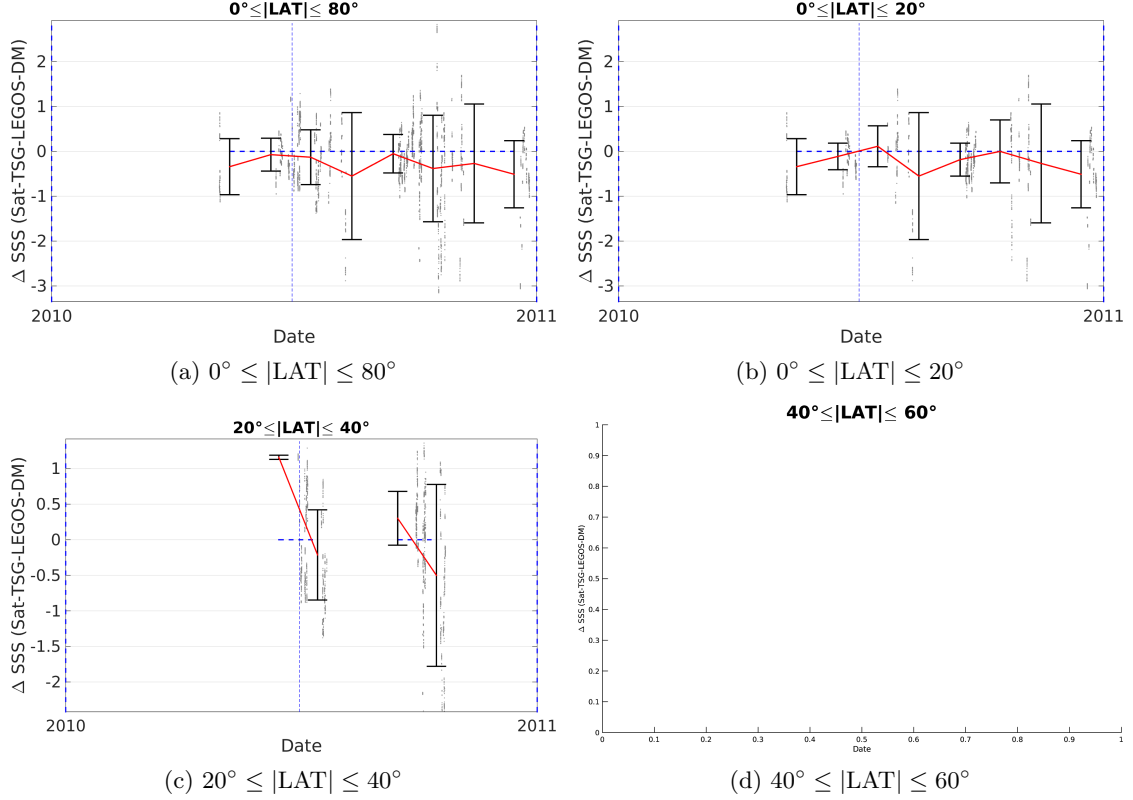 0°≤|LAT|≤ 80°
Δ SSS (Sat-TSG-LEGOS-DM)
2
1
0
-1
-2
-3
2010
2011
Date
(a) 0° ≤ |LAT| ≤ 80°
0°≤|LAT|≤ 20°
Δ SSS (Sat-TSG-LEGOS-DM)
2
1
0
-1
-2
-3
2010
2011
Date
(b) 0° ≤ |LAT| ≤ 20°
20°≤|LAT|≤ 40°
Δ SSS (Sat-TSG-LEGOS-DM)
1
0.5
0
-0.5
-1
-1.5
-2
2010
2011
Date
(c) 20° ≤ |LAT| ≤ 40°
40°≤|LAT|≤ 60°
Δ SSS (Sat-TSG-LEGOS-DM)
1
0.9
0.8
0.7
0.6
0.5
0.4
0.3
0.2
0.1
0
0 0.1 0.2 0.3 0.4 0.5 0.6 0.7 0.8 0.9 1
Date
(d) 40° ≤ |LAT| ≤ 60°